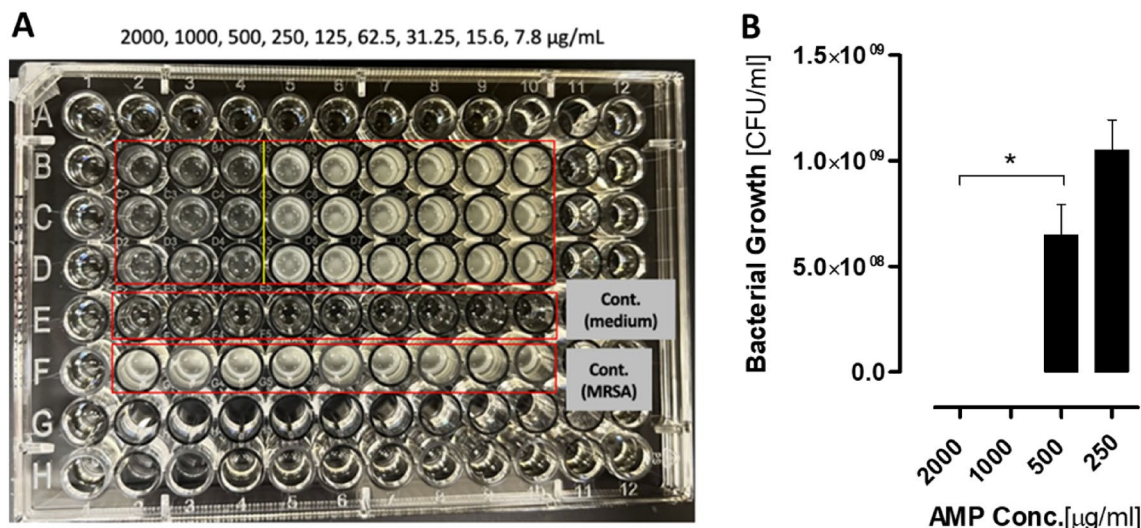 A
2000, 1000, 500, 250, 125, 62.5, 31.25, 15.6, 7.8 µg/mL
1 2 3 4 5 6 7 8 9 10 11 12
A
B
C
D
E
F
G
H
Cont.
(medium)
Cont.
(MRSA)
B
Bacterial Growth [CFU/ml]
1.5×10⁰⁹
1.0×10⁰⁹
5.0×10⁰⁸
0.0
*
2000 1000 500 250
AMP Conc.[µg/ml]